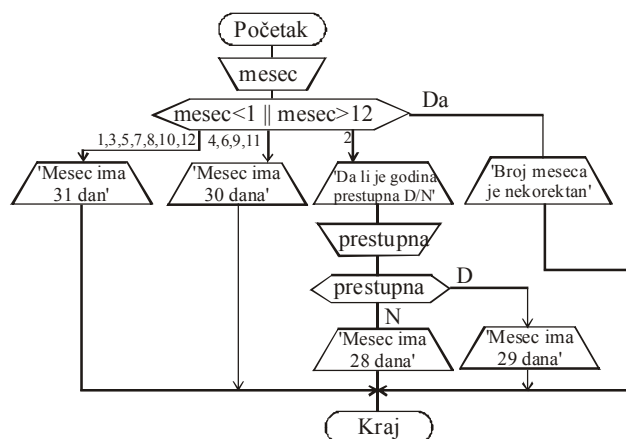 Početak
mesec
mesec<1 || mesec>12
Da
1,3,5,7,8,10,12
4,6,9,11
2
'Mesec ima
31 dan'
'Mesec ima
30 dana'
'Da li je godina
prestupna D/N'
'Broj meseca
je nekorektan'
prestupna
prestupna
D
N
'Mesec ima
28 dana'
'Mesec ima
29 dana'
Kraj